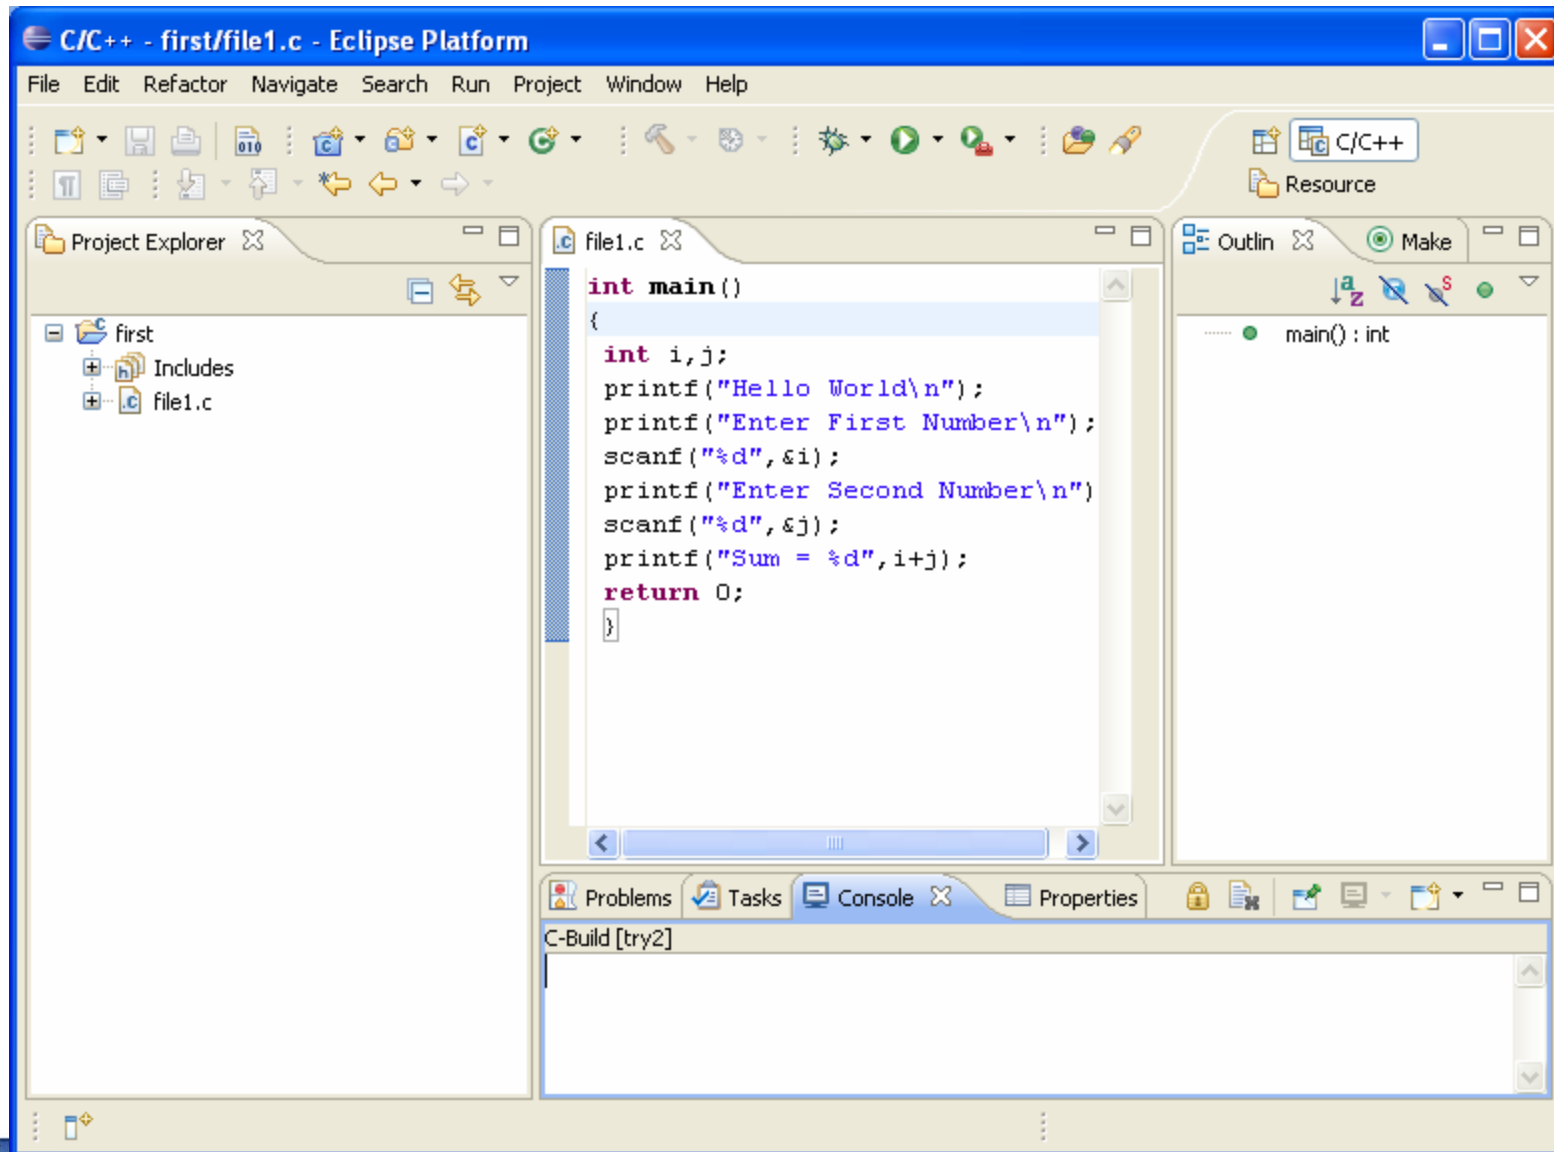 C/C++ - first/file1.c - Eclipse Platform
File Edit Refactor Navigate Search Run Project Window Help
C/C++
Resource
Project Explorer
first
Includes
file1.c
file1.c
int main()
{
int i,j;
printf("Hello World\n");
printf("Enter First Number\n");
scanf("%d",&i);
printf("Enter Second Number\n")
scanf("%d",&j);
printf("Sum = %d",i+j);
return 0;
}
Outlin Make
main() : int
Problems Tasks Console Properties
C-Build [try2]